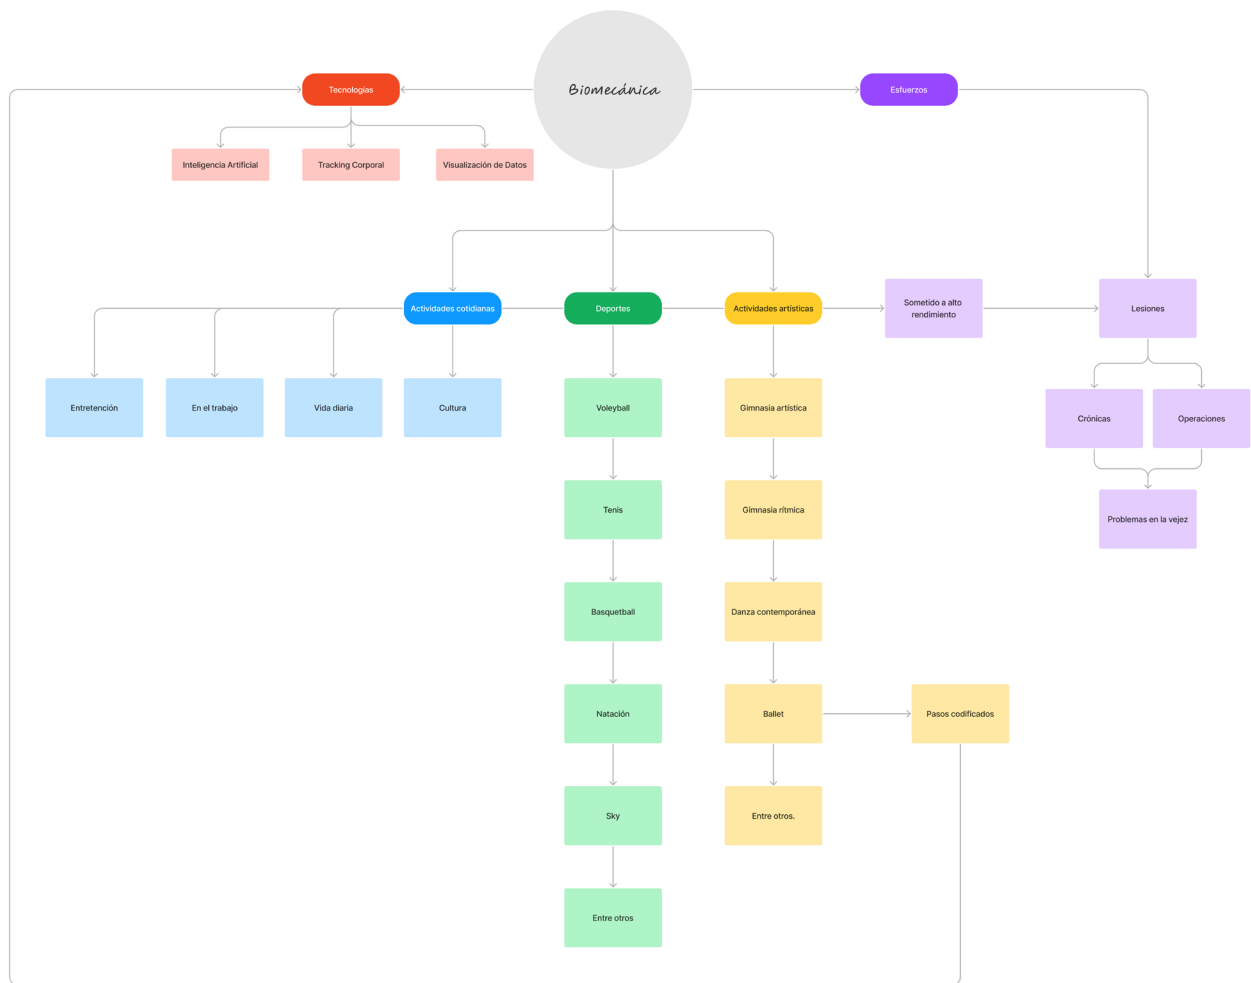 Biomecánica
Tecnologías
Esfuerzos
Inteligencia Artificial
Tracking Corporal
Visualización de Datos
Actividades cotidianas
Deportes
Actividades artísticas
Sometido a alto
rendimiento
Lesiones
Entretención
En el trabajo
Vida diaria
Cultura
Voleyball
Gimnasia artística
Crónicas
Operaciones
Tenis
Gimnasia rítmica
Problemas en la vejez
Basquetball
Danza contemporánea
Natación
Ballet
Pasos codificados
Sky
Entre otros.
Entre otros